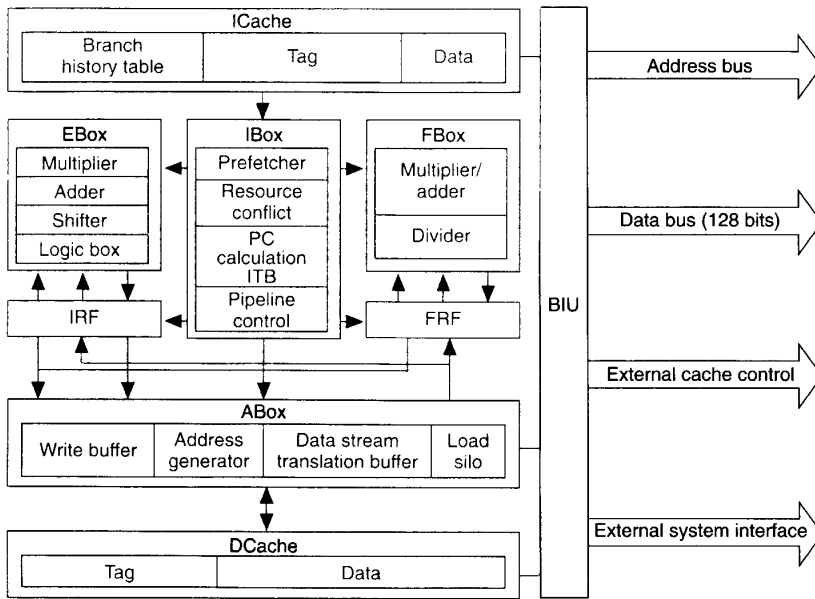 ICache
Branch
history table
Tag
Data
Address bus
EBox
Multiplier
Adder
Shifter
Logic box
IBox
Prefetcher
Resource
conflict
PC
calculation
ITB
Pipeline
control
FBox
Multiplier/
adder
Divider
Data bus (128 bits)
IRF
FRF
BIU
External cache control
ABox
Write buffer
Address
generator
Data stream
translation buffer
Load
silo
External system interface
DCache
Tag
Data